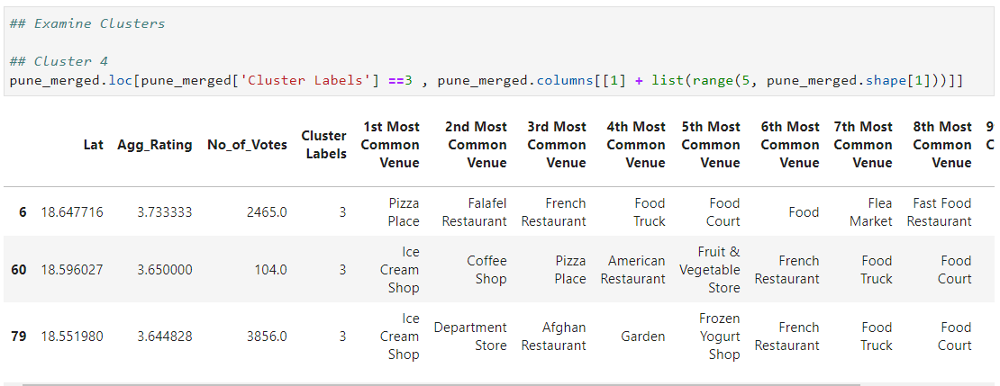 ## Examine Clusters
## Cluster 4
pune_merged.loc[pune_merged['Cluster Labels'] ==3 , pune_merged.columns[[1] + list(range(5, pune_merged.shape[1]))]]
Lat Agg_Rating No_of_Votes Cluster Labels 1st Most Common Venue 2nd Most Common Venue 3rd Most Common Venue 4th Most Common Venue 5th Most Common Venue 6th Most Common Venue 7th Most Common Venue 8th Most Common Venue
6 18.647716 3.733333 2465.0 3 Pizza Place Falafel Restaurant French Restaurant Food Truck Food Court Food Flea Market Fast Food Restaurant
60 18.596027 3.650000 104.0 3 Ice Cream Shop Coffee Shop Pizza Place American Restaurant Fruit & Vegetable Store French Restaurant Food Truck Food Court
79 18.551980 3.644828 3856.0 3 Ice Cream Shop Department Store Afghan Restaurant Garden Frozen Yogurt Shop French Restaurant Food Truck Food Court